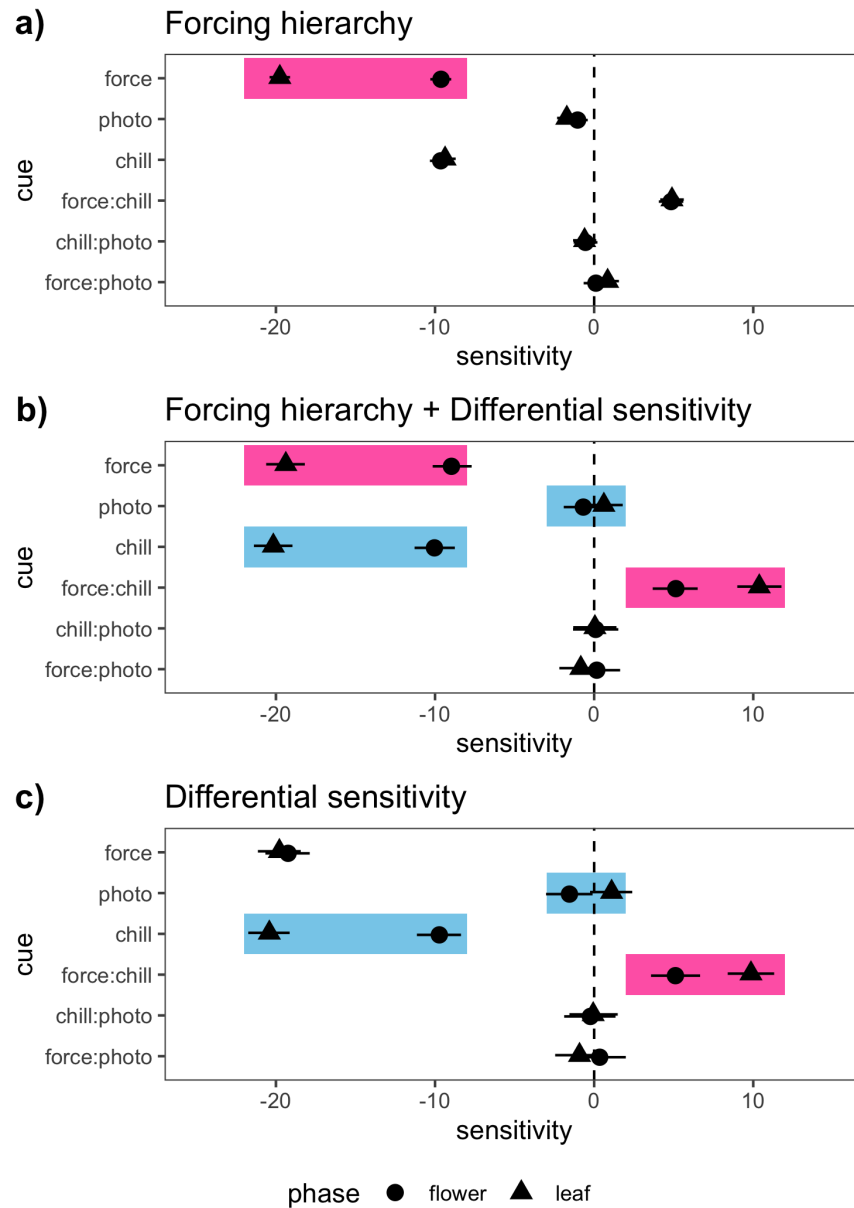 a) Forcing hierarchy
force
photo
chill
force:chill
chill:photo
force:photo
cue
-20 -10 0 10
sensitivity
b) Forcing hierarchy + Differential sensitivity
force
photo
chill
force:chill
chill:photo
force:photo
cue
-20 -10 0 10
sensitivity
c) Differential sensitivity
force
photo
chill
force:chill
chill:photo
force:photo
cue
-20 -10 0 10
sensitivity
phase flower leaf